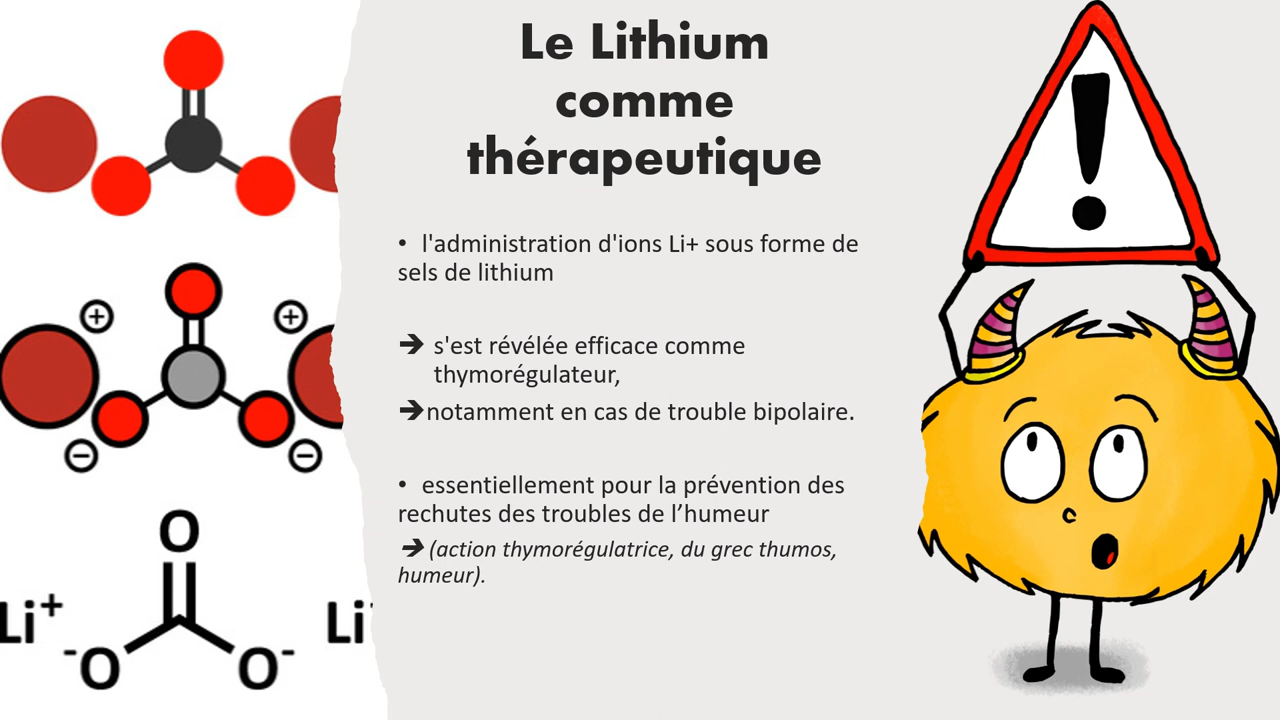 Le Lithium
comme
thérapeutique
• l'administration d'ions Li+ sous forme de
sels de lithium
➔ s'est révélée efficace comme
thymorégulateur,
➔notamment en cas de trouble bipolaire.
• essentiellement pour la prévention des
rechutes des troubles de l’humeur
➔ (action thymorégulatrice, du grec thumos,
humeur).
+ +
− −
O
Li+ Li
-O O-
!